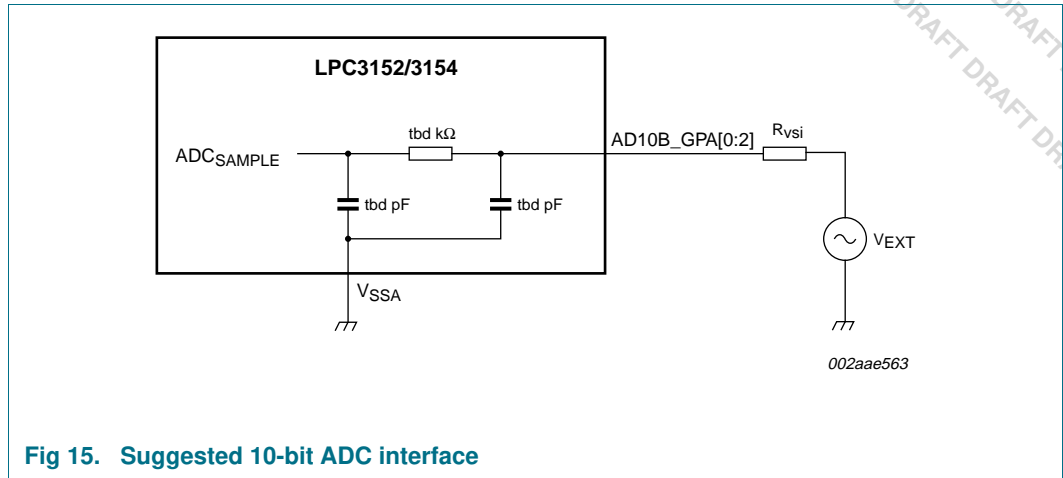 DRAFT DRAFT DRA
DRAFT
LPC3152/3154
tbd kΩ
AD10B_GPA[0:2]
Rvsi
ADCSAMPLE
tbd pF
tbd pF
VEXT
VSSA
002aae563
Fig 15. Suggested 10-bit ADC interface